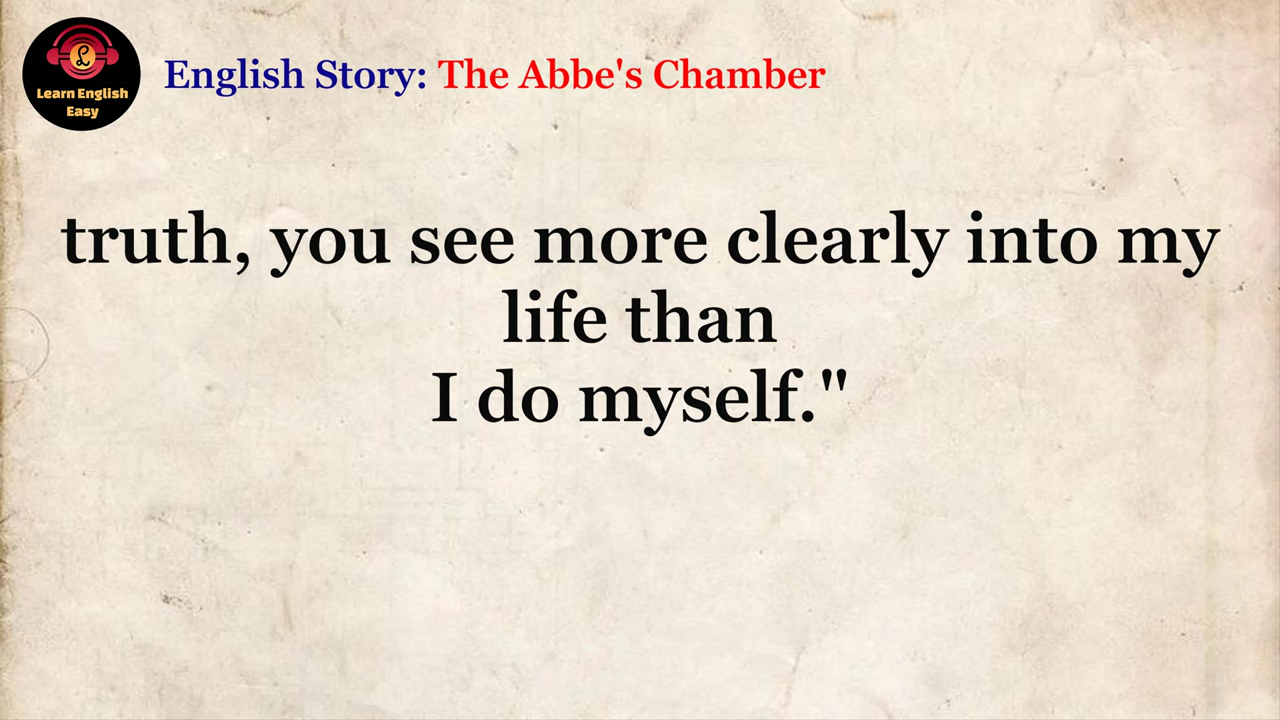 Learn English
Easy
English Story: The Abbe's Chamber
truth, you see more clearly into my
life than
I do myself."